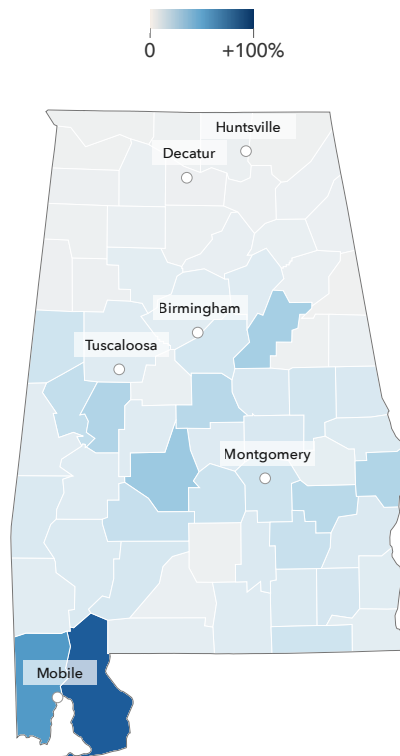 0 +100%
Huntsville
Decatur
Birmingham
Tuscaloosa
Montgomery
Mobile